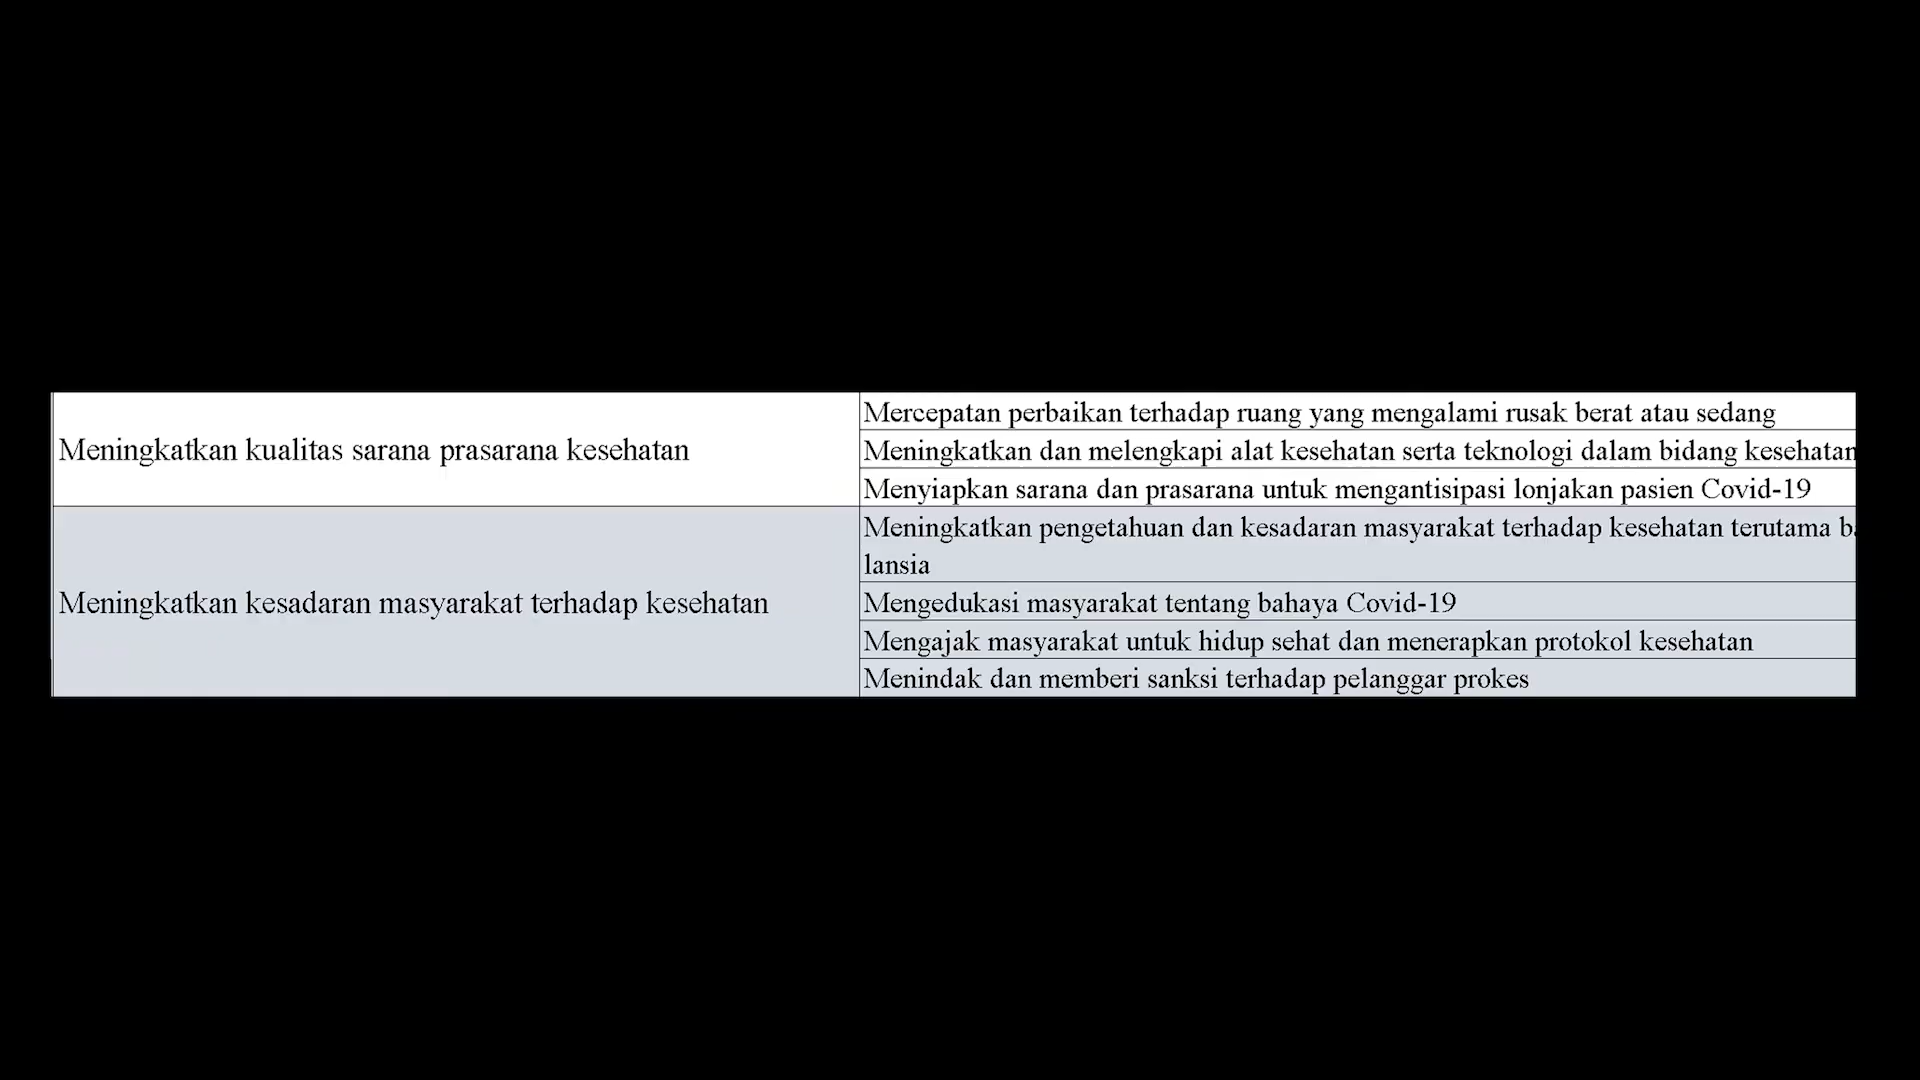 Meningkatkan kualitas sarana prasarana kesehatan
Mercepatan perbaikan terhadap ruang yang mengalami rusak berat atau sedang
Meningkatkan dan melengkapi alat kesehatan serta teknologi dalam bidang kesehatan
Menyiapkan sarana dan prasarana untuk mengantisipasi lonjakan pasien Covid-19
Meningkatkan kesadaran masyarakat terhadap kesehatan
Meningkatkan pengetahuan dan kesadaran masyarakat terhadap kesehatan terutama
lansia
Mengedukasi masyarakat tentang bahaya Covid-19
Mengajak masyarakat untuk hidup sehat dan menerapkan protokol kesehatan
Menindak dan memberi sanksi terhadap pelanggar prokes